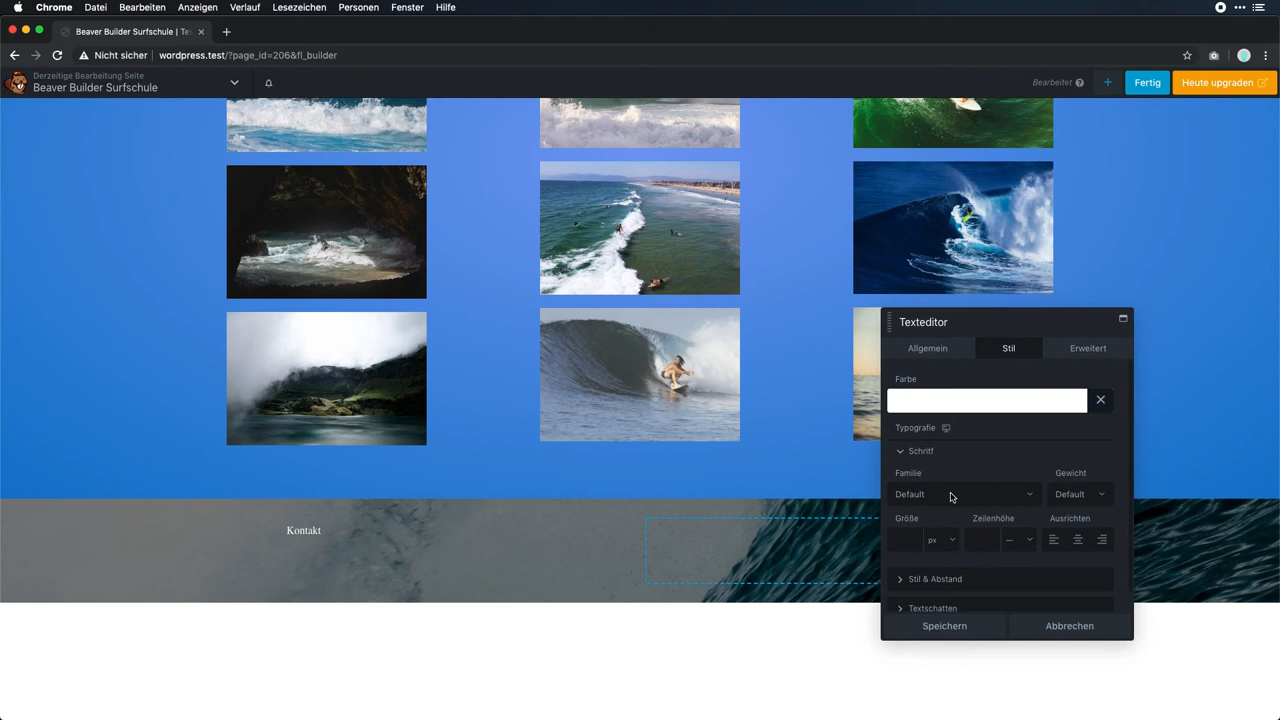 Chrome Datei Bearbeiten Anzeigen Verlauf Lesezeichen Personen Fenster Hilfe
Beaver Builder Surfschule | Tes
Nicht sicher wordpress.test/?page_id=206&fl_builder
Derzeitige Bearbeitung Seite
Beaver Builder Surfschule
Bearbeitet
Fertig
Heute upgraden
Texteditor
Allgemein Stil Erweitert
Farbe
Typografie
Schritf
Familie Gewicht
Default Default
Größe Zeilenhöhe Ausrichten
px —
Stil & Abstand
Textschatten
Speichern Abbrechen
Kontakt